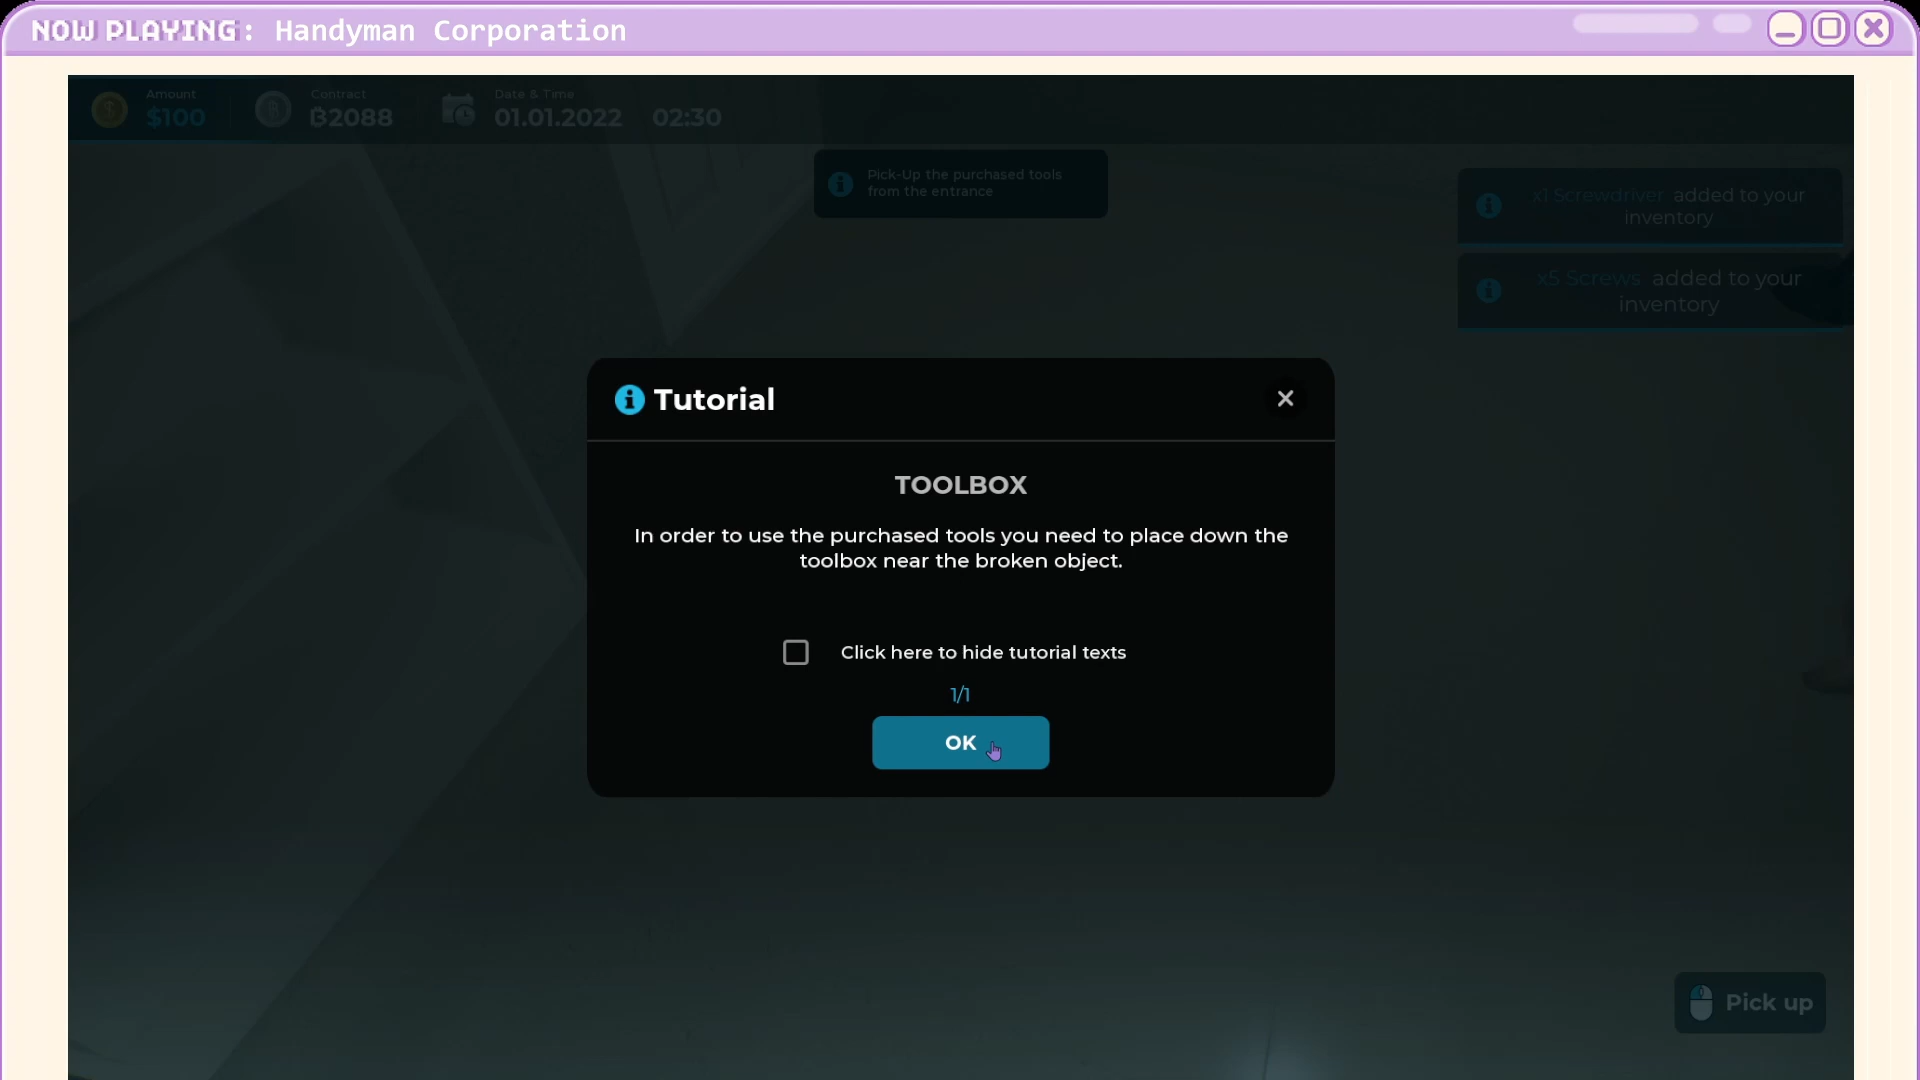 NOW PLAYING: Handyman Corporation
Amount
$100
Contract
₿2088
Date & Time
01.01.2022 02:30
Pick-Up the purchased tools
from the entrance
x1 Screwdriver added to your
inventory
x5 Screws added to your
inventory
Tutorial
TOOLBOX
In order to use the purchased tools you need to place down the
toolbox near the broken object.
Click here to hide tutorial texts
1/1
OK
Pick up